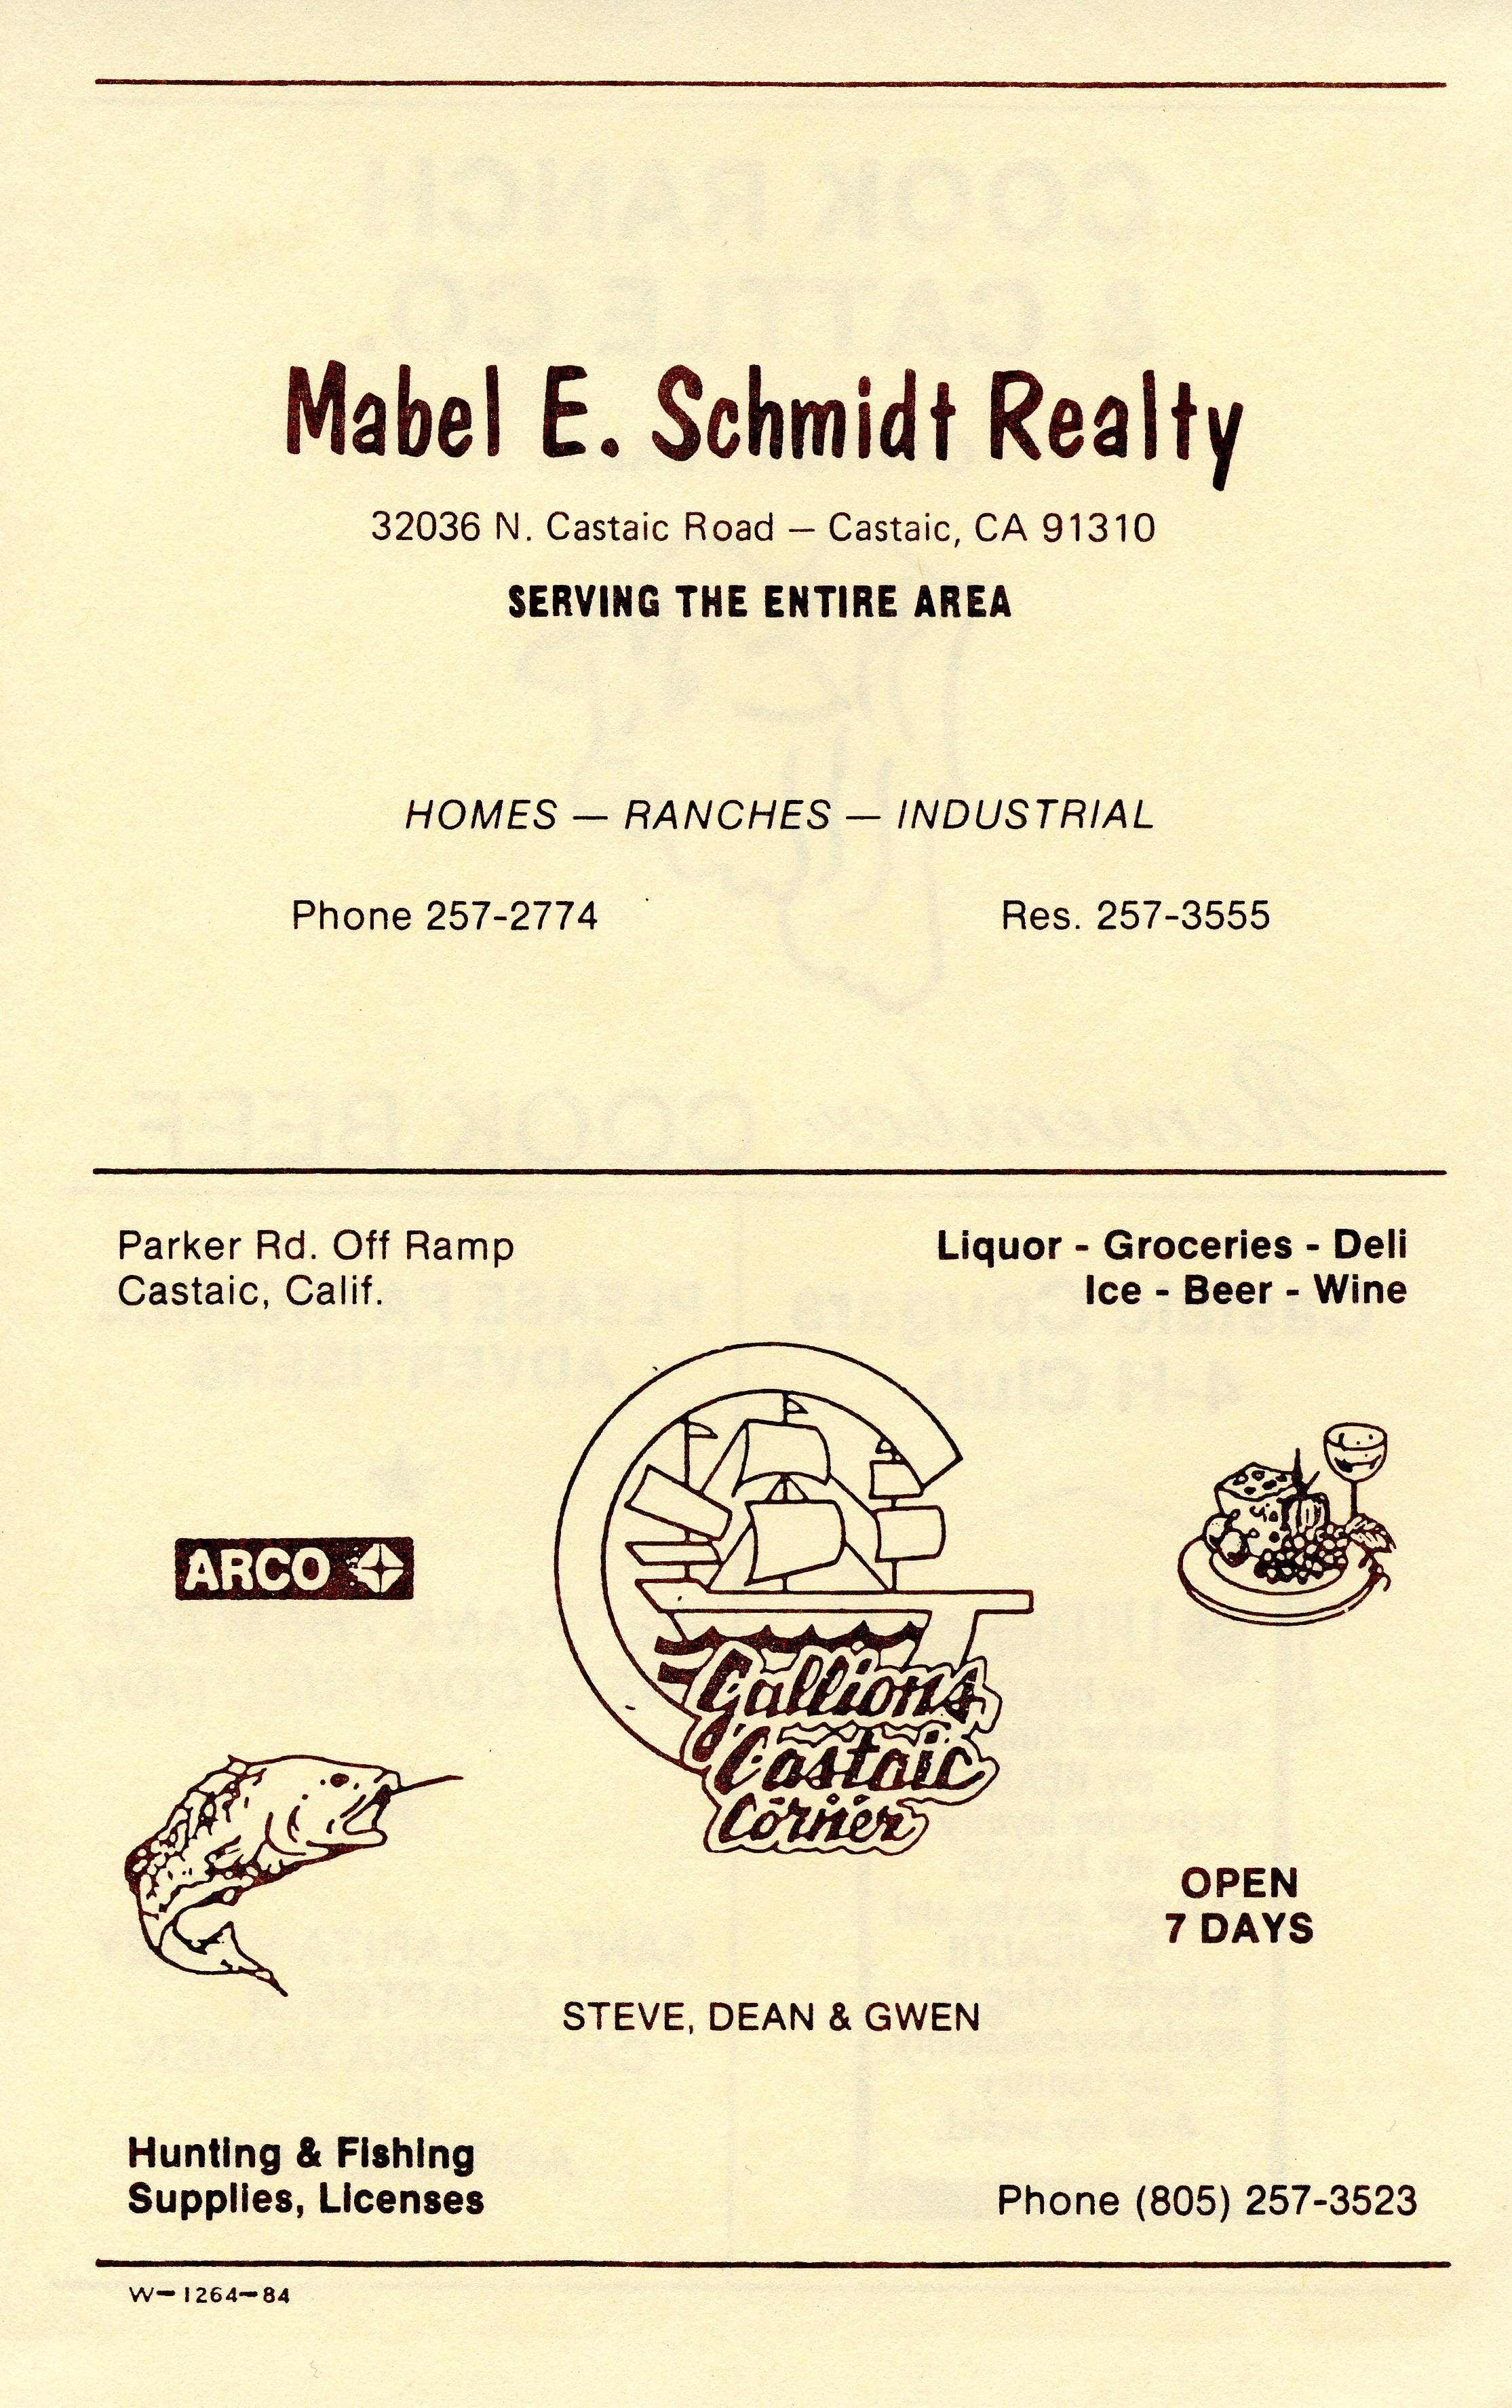 Mabel E. Schmidt Realty
32036 N. Castaic Road — Castaic, CA 91310
SERVING THE ENTIRE AREA
HOMES — RANCHES — INDUSTRIAL
Phone 257-2774
Res. 257-3555
Parker Rd. Off Ramp
Castaic, Calif.
Liquor - Groceries - Deli
Ice - Beer - Wine
ARCO
Gallions
Castaic
Corner
OPEN
7 DAYS
STEVE, DEAN & GWEN
Hunting & Fishing
Supplies, Licenses
Phone (805) 257-3523
W-1264-84